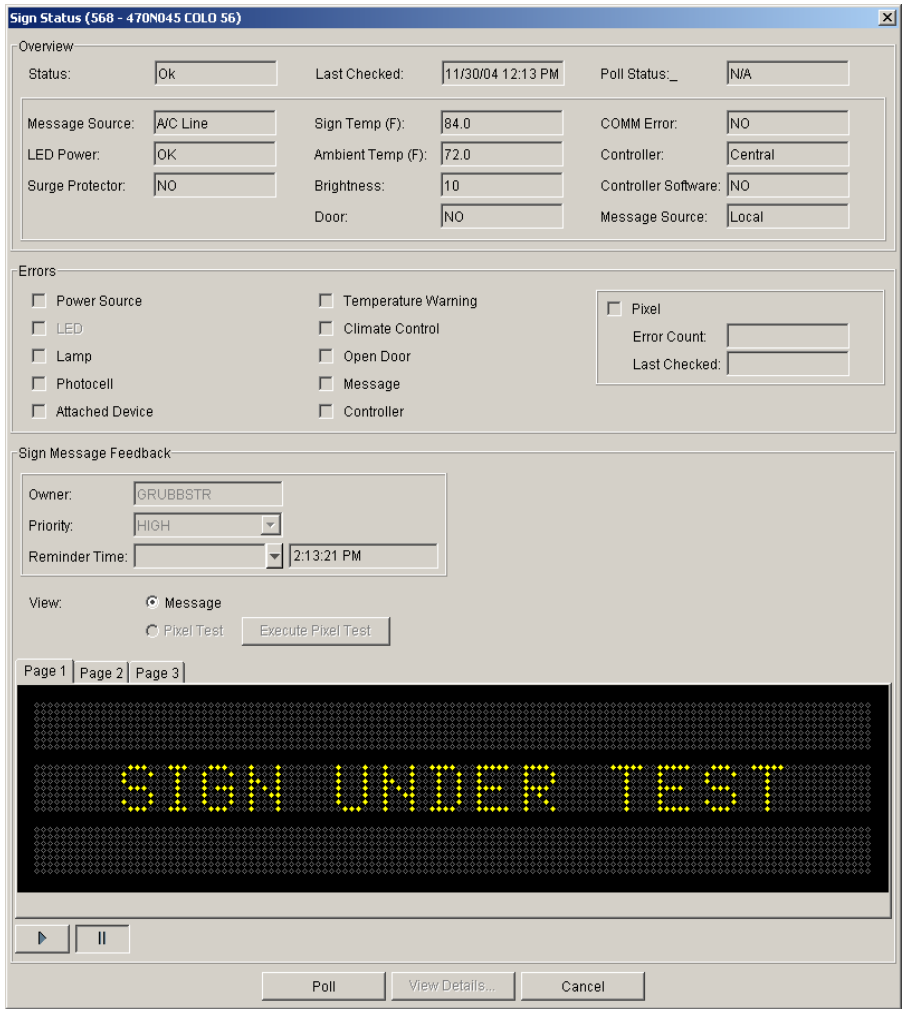 Sign Status (568 - 470N045 COLO 56)
Overview
Status: Ok Last Checked: 11/30/04 12:13 PM Poll Status:_ N/A
Message Source: A/C Line Sign Temp (F): 84.0 COMM Error: NO
LED Power: OK Ambient Temp (F): 72.0 Controller: Central
Surge Protector: NO Brightness: 10 Controller Software: NO
Door: NO Message Source: Local
Errors
Power Source Temperature Warning Pixel
LED Climate Control Error Count:
Lamp Open Door Last Checked:
Photocell Message
Attached Device Controller
Sign Message Feedback
Owner: GRUBBSTR
Priority: HIGH
Reminder Time: 2:13:21 PM
View: Message
Pixel Test Execute Pixel Test
Page 1 Page 2 Page 3
SIGN UNDER TEST
Poll View Details... Cancel